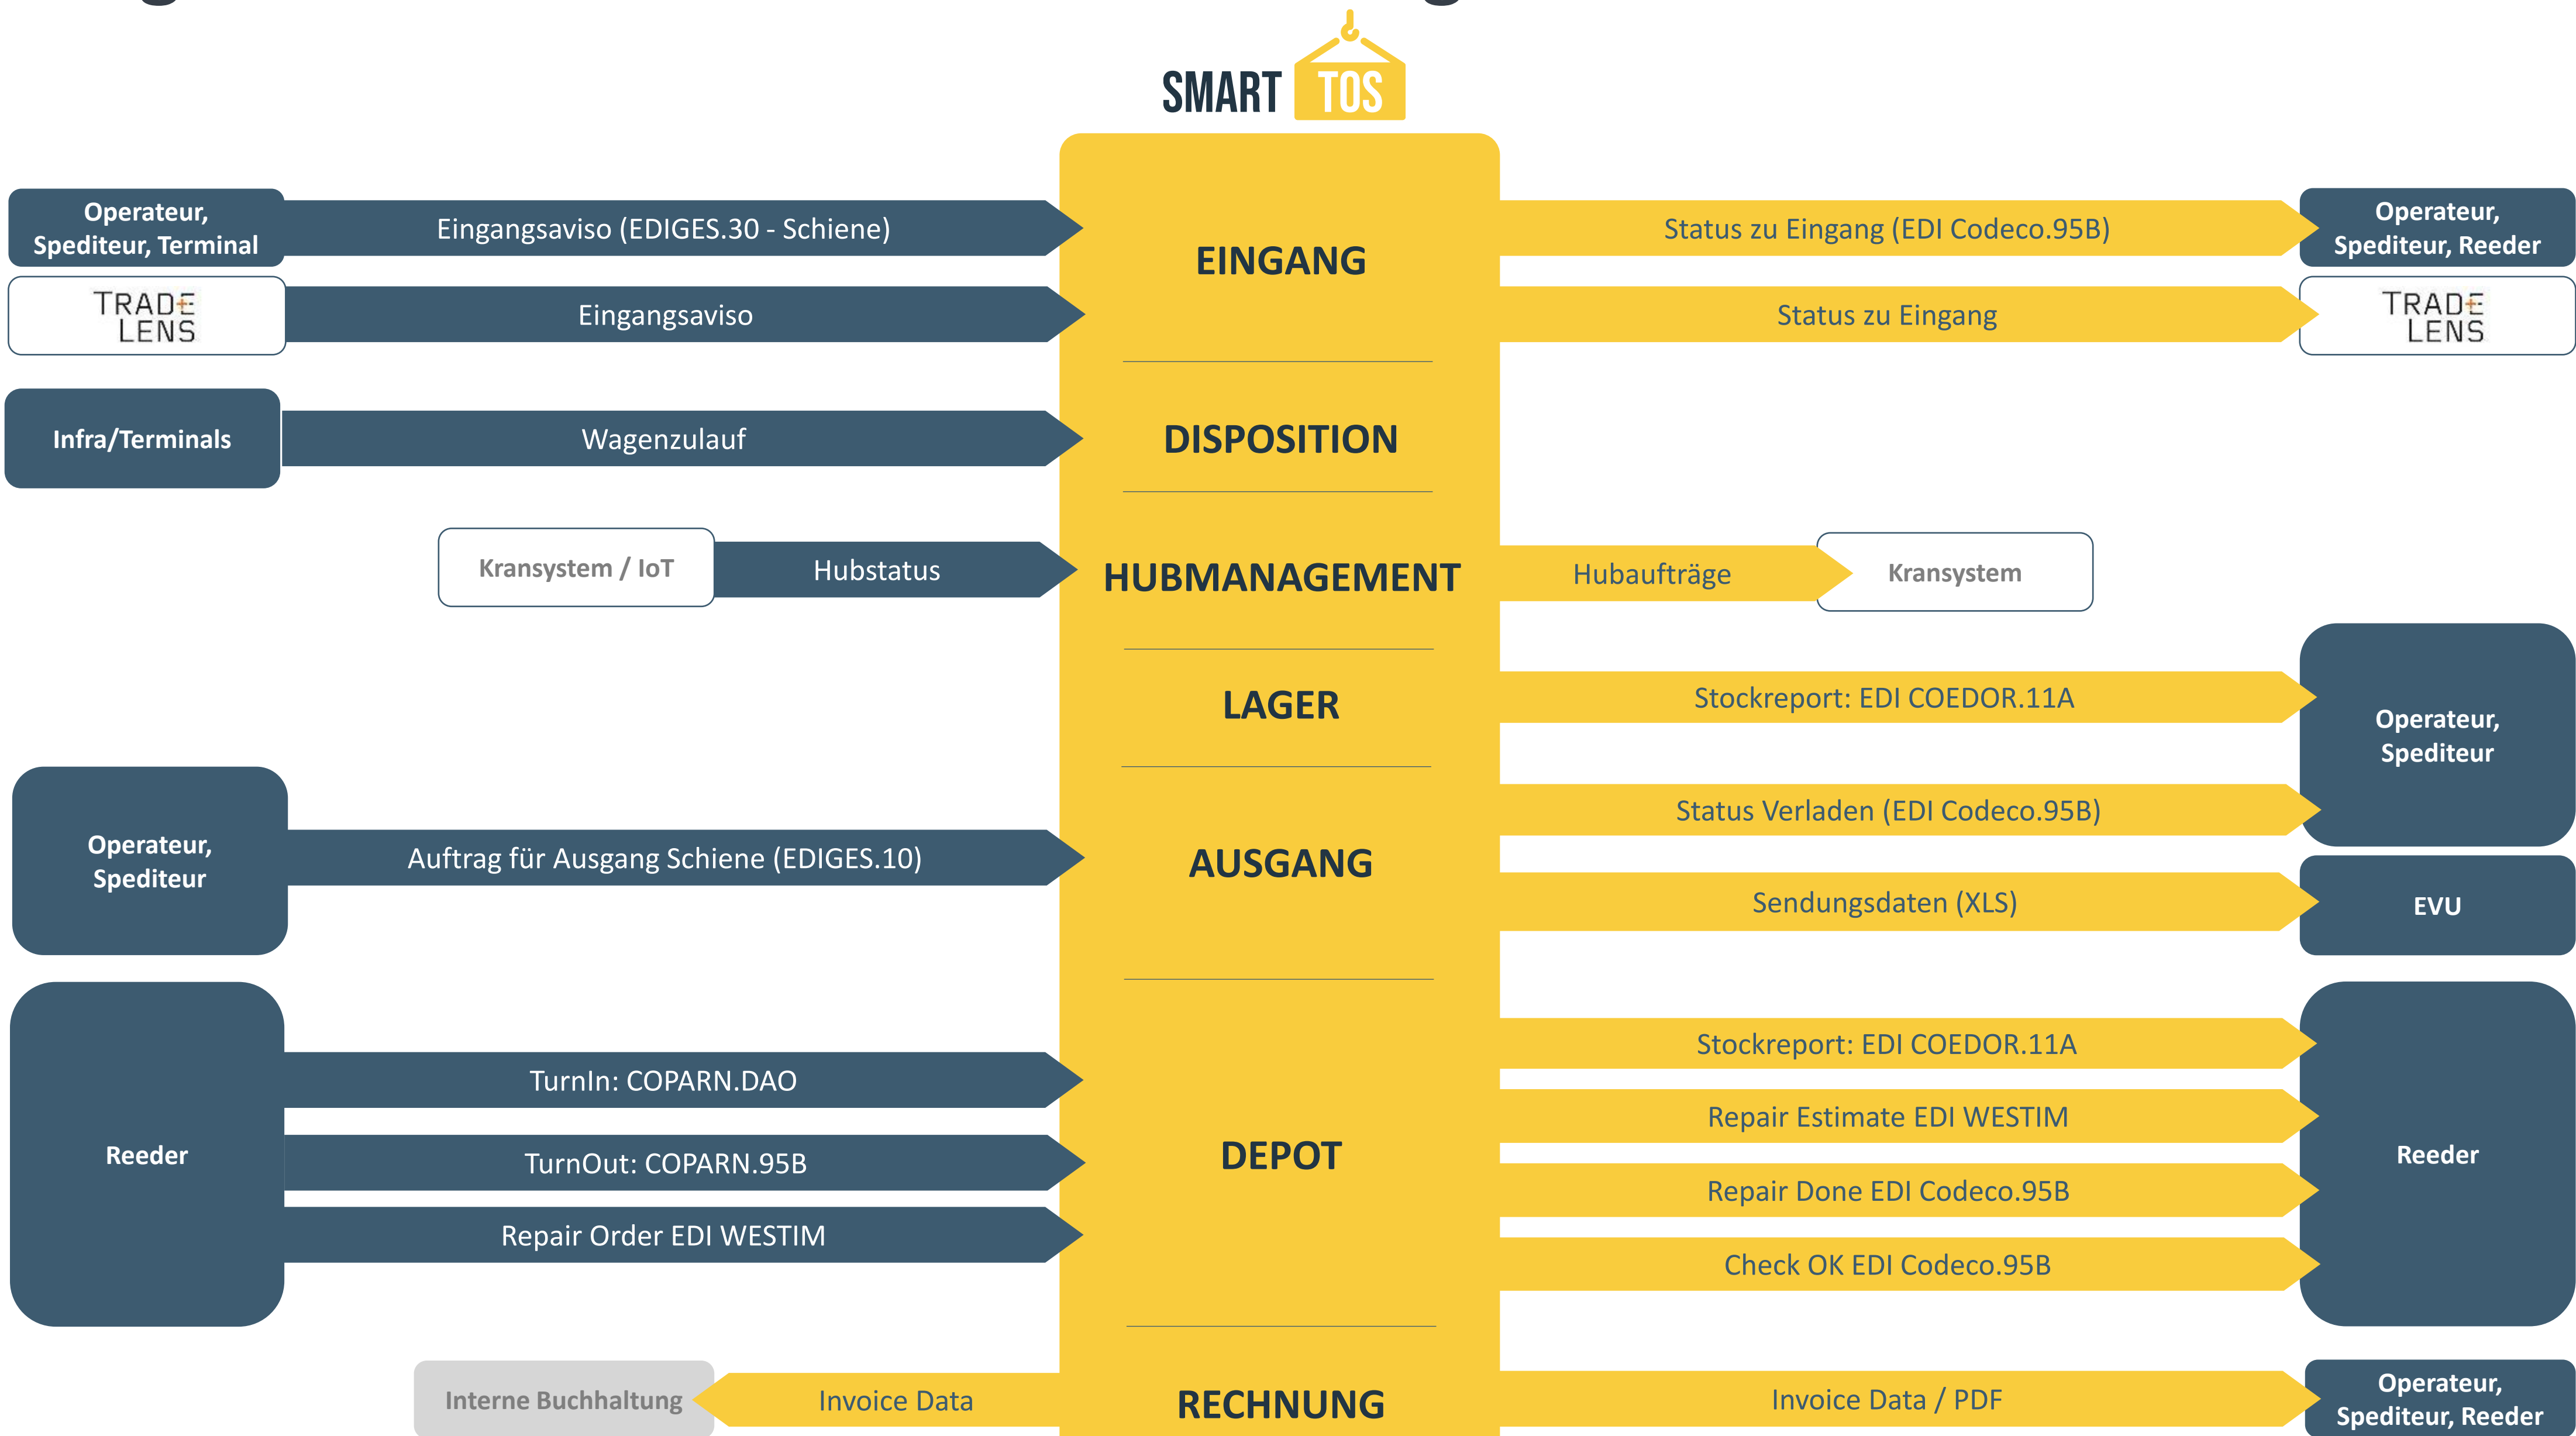 SMART TOS
Operateur,
Spediteur, Terminal
Eingangsaviso (EDIGES.30 - Schiene)
EINGANG
Status zu Eingang (EDI Codeco.95B)
Operateur,
Spediteur, Reeder
TRADE
LENS
Eingangsaviso
Status zu Eingang
TRADE
LENS
Infra/Terminals
Wagenzulauf
DISPOSITION
Kransystem / IoT
Hubstatus
HUBMANAGEMENT
Hubaufträge
Kransystem
LAGER
Stockreport: EDI COEDOR.11A
Operateur,
Spediteur
Status Verladen (EDI Codeco.95B)
Operateur,
Spediteur
Auftrag für Ausgang Schiene (EDIGES.10)
AUSGANG
Sendungsdaten (XLS)
EVU
Reeder
TurnIn: COPARN.DAO
TurnOut: COPARN.95B
Repair Order EDI WESTIM
DEPOT
Stockreport: EDI COEDOR.11A
Repair Estimate EDI WESTIM
Repair Done EDI Codeco.95B
Check OK EDI Codeco.95B
Reeder
Interne Buchhaltung
Invoice Data
RECHNUNG
Invoice Data / PDF
Operateur,
Spediteur, Reeder